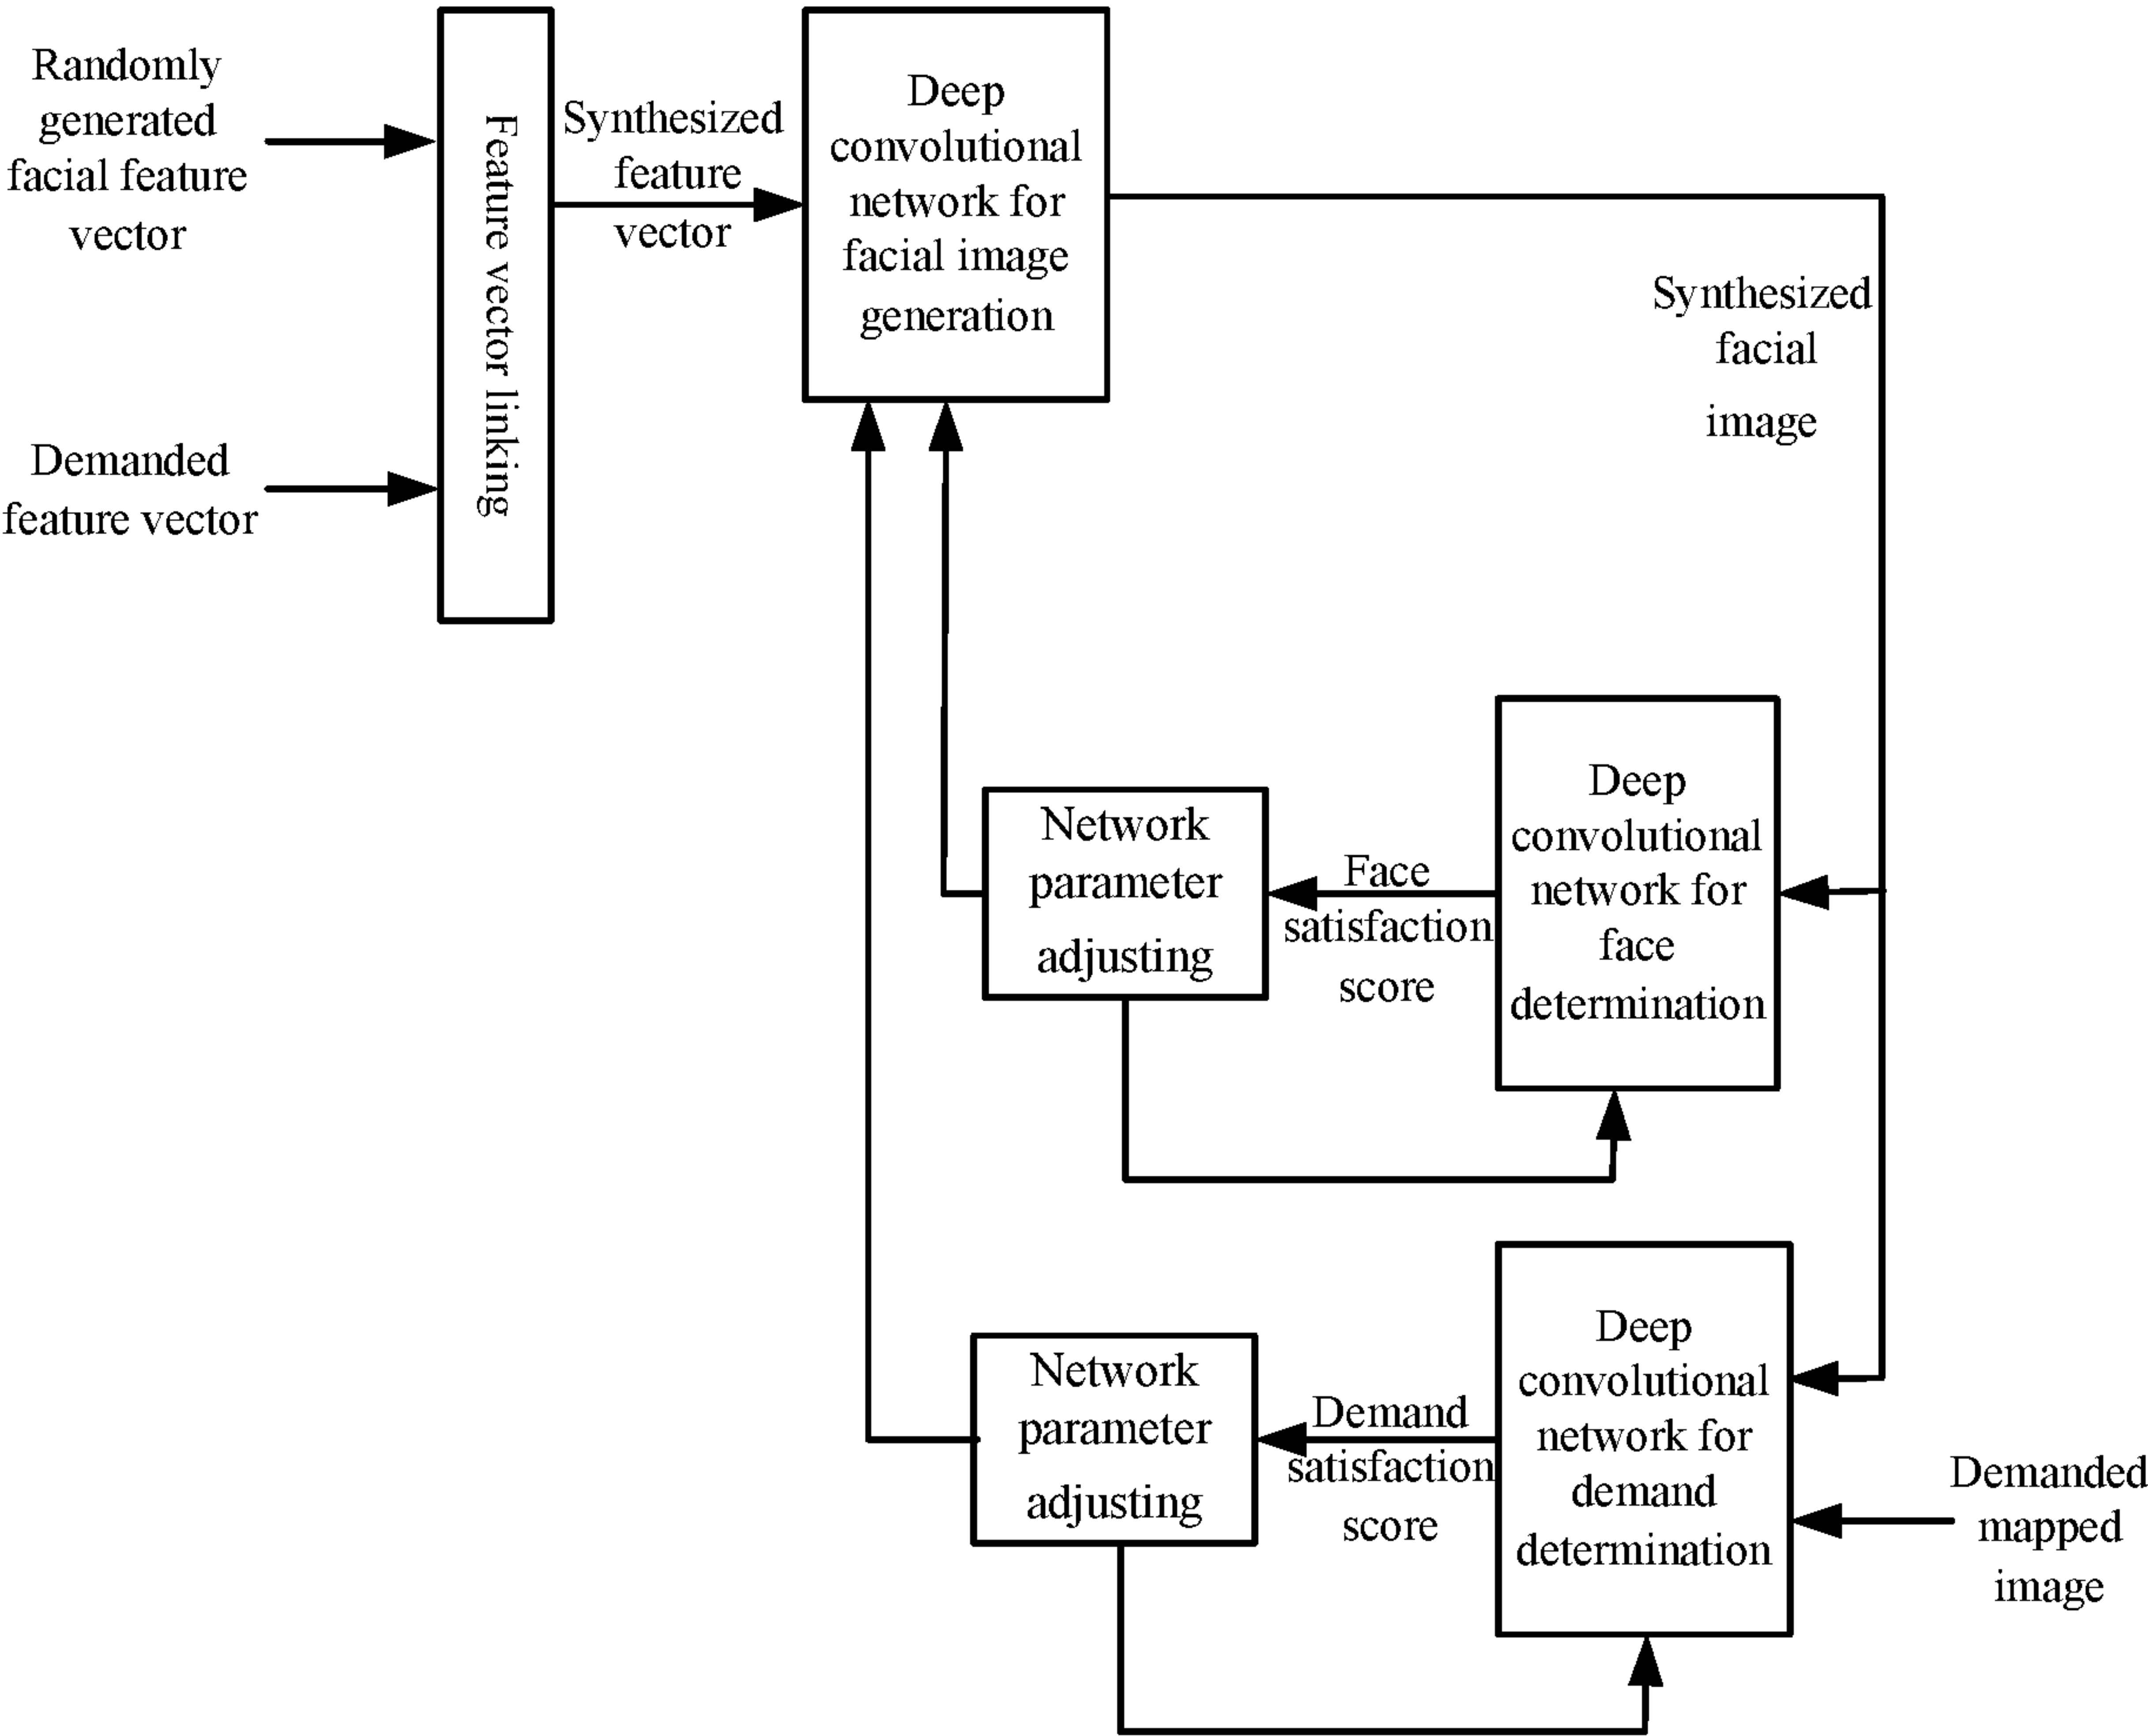 Randomly
generated
facial feature
vector
Demanded
feature vector
Feature vector linking
Synthesized
feature
vector
Deep
convolutional
network for
facial image
generation
Synthesized
facial
image
Network
parameter
adjusting
Face
satisfaction
score
Deep
convolutional
network for
face
determination
Network
parameter
adjusting
Demand
satisfaction
score
Deep
convolutional
network for
demand
determination
Demanded
mapped
image